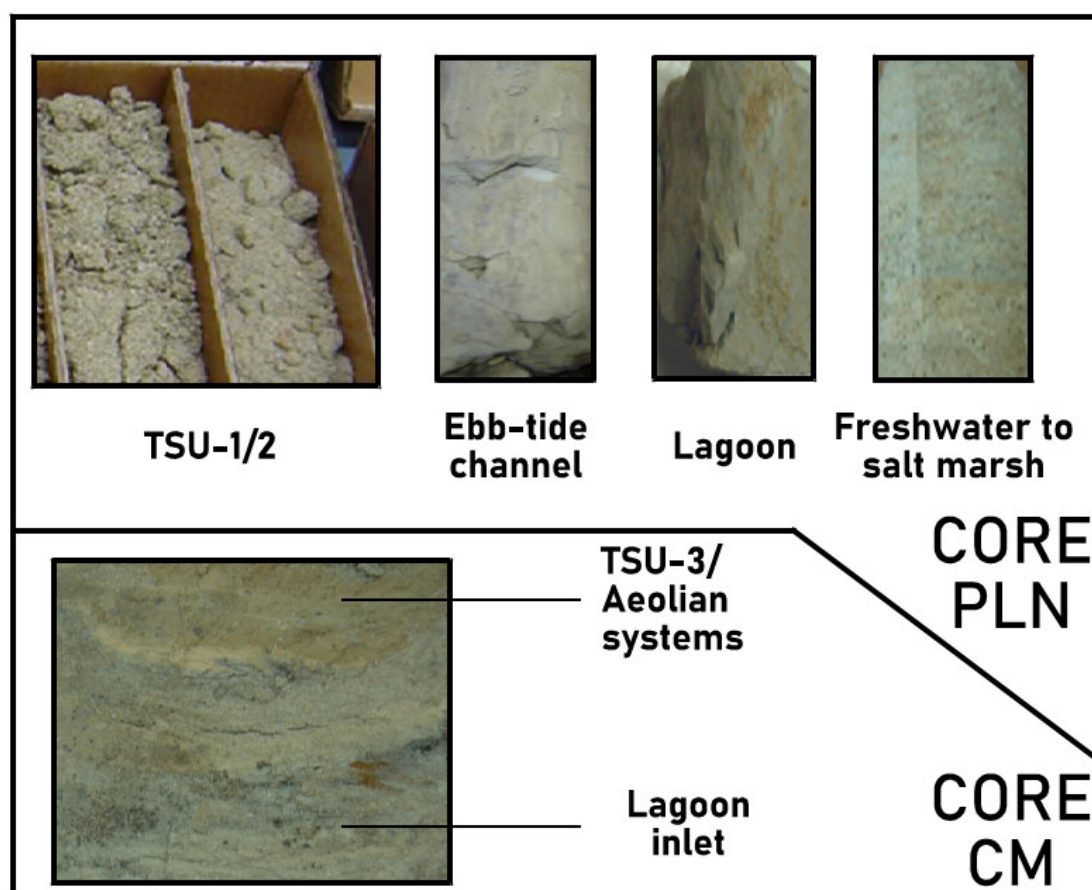 TSU-1/2
Ebb-tide
channel
Lagoon
Freshwater to
salt marsh
CORE
PLN
TSU-3/
Aeolian
systems
Lagoon
inlet
CORE
CM